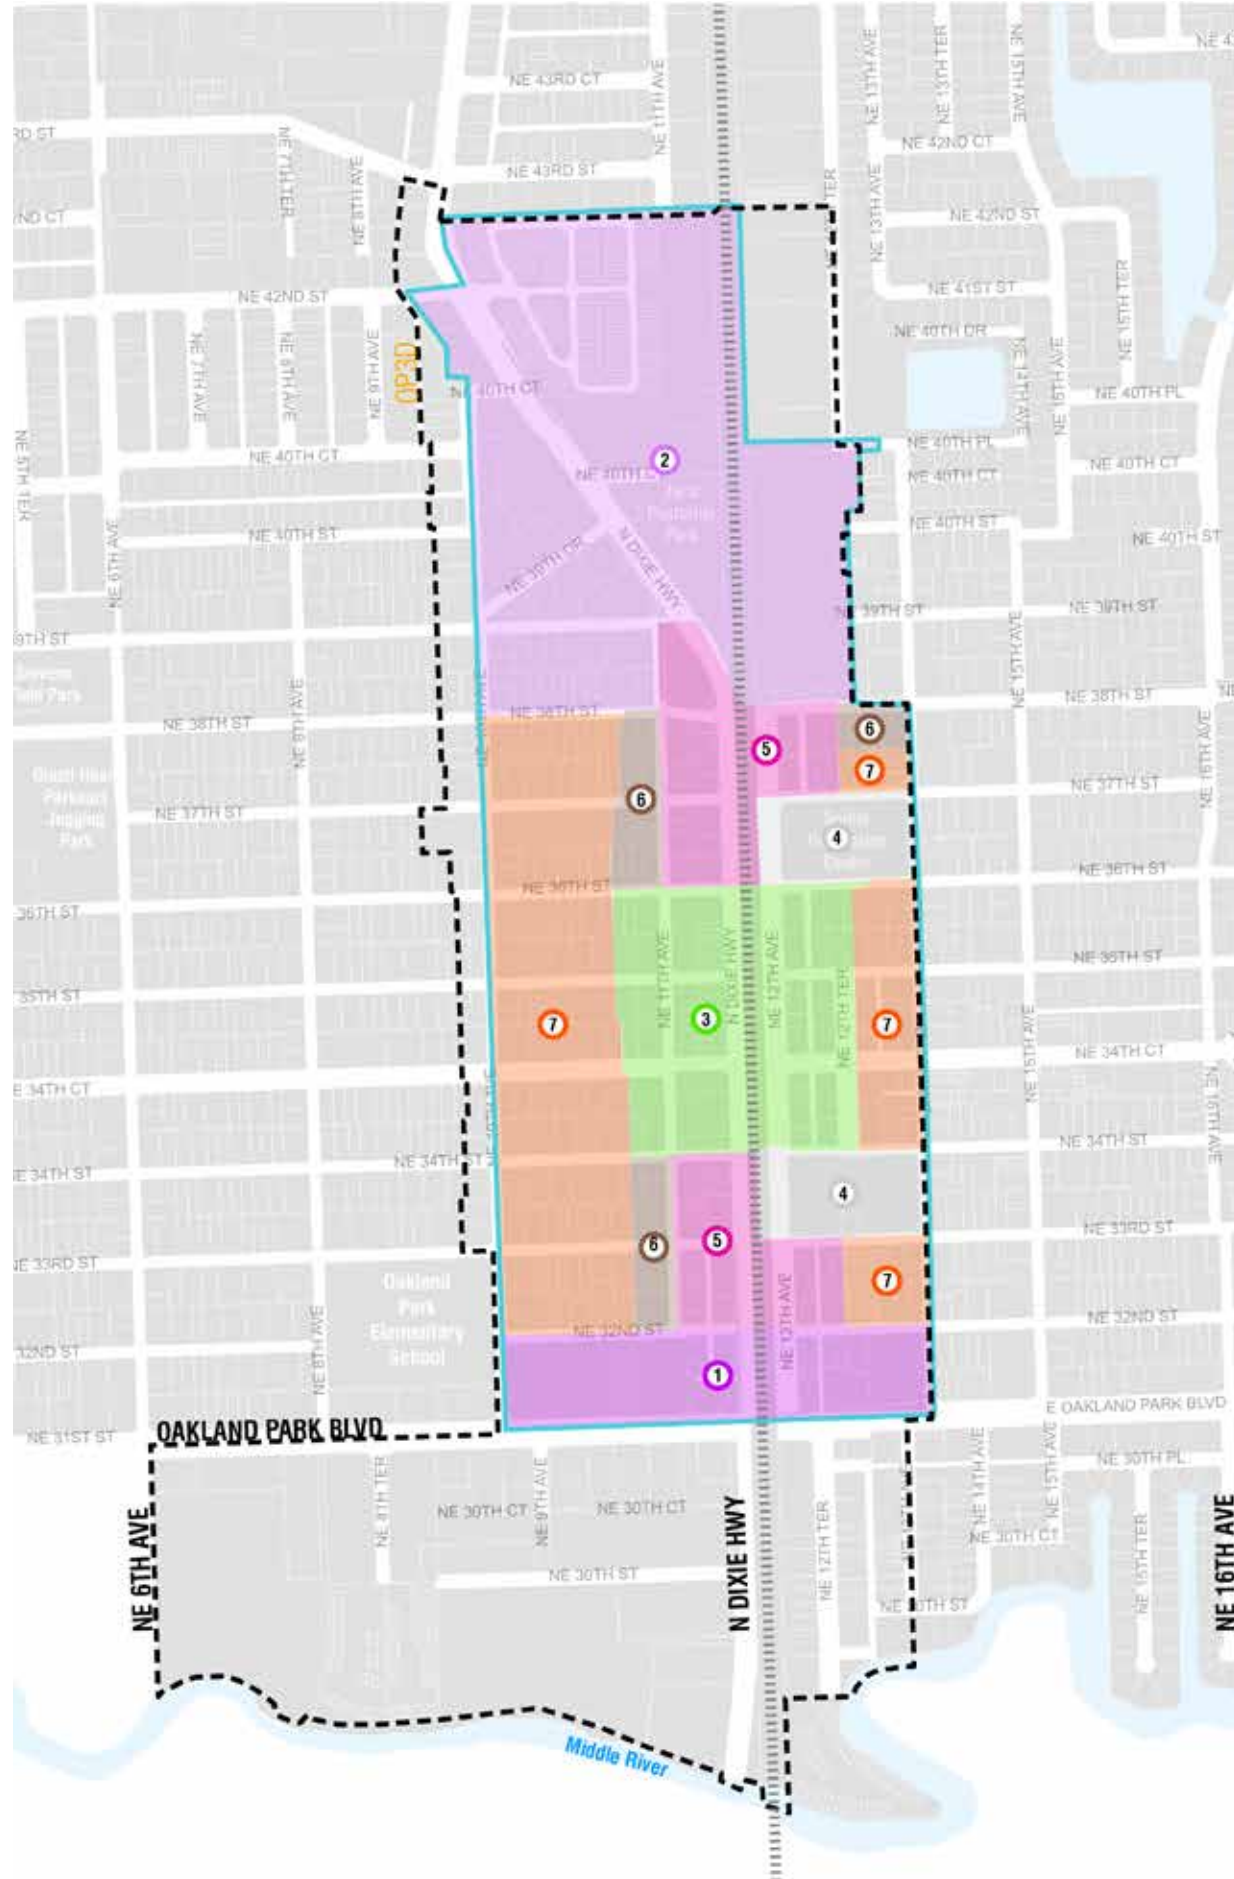 NE 43RD CT
NE 11TH AVE
NE 13TH AVE
NE 13TH TER
NE 15TH AVE
RD ST
NE 7TH TER
NE 8TH AVE
NE 43RD ST
TER
NE 42ND CT
ND CT
NE 13TH AVE
NE 42ND ST
NE 15TH TER
NE 42ND ST
NE 41ST ST
NE 7TH AVE
NE 8TH AVE
NE 9TH AVE
OP3D
NE 40TH DR
NE 14TH AVE
NE 15TH AVE
NE 40TH CT
NE 40TH PL
NE 5TH TER
NE 40TH CT
2
NE 40TH PL
NE 40TH CT
NE 40TH CT
NE 6TH AVE
NE 40TH ST
Park
N DIXIE HWY
NE 39TH DR
NE 40TH ST
NE 40TH ST
9TH ST
NE 39TH ST
NE 39TH ST
NE 15TH AVE
NE 8TH AVE
NE 38TH ST
NE 38TH ST
NE 38TH ST
NE 16TH AVE
5
6
7
6
Park
NE 37TH ST
NE 37TH ST
4
NE 36TH ST
NE 36TH ST
36TH ST
NE 11TH AVE
N DIXIE HWY
NE 12TH AVE
NE 12TH TER
NE 35TH ST
35TH ST
7
3
7
NE 15TH AVE
NE 34TH CT
E 34TH CT
NE 16TH AVE
NE 34TH ST
NE 34TH ST
NE 34TH ST
4
NE 33RD ST
NE 33RD ST
6
5
7
Oakland
Park
Elementary
School
NE 12TH AVE
NE 32ND ST
NE 32ND ST
32ND ST
NE 8TH AVE
1
OAKLAND PARK BLVD
E OAKLAND PARK BLVD
NE 31ST ST
NE 30TH PL
NE 6TH AVE
NE 8TH TER
NE 30TH CT
NE 9TH AVE
NE 30TH CT
N DIXIE HWY
NE 12TH TER
NE 14TH AVE
NE 15TH AVE
NE 30TH CT
NE 15TH TER
NE 16TH AVE
NE 30TH ST
Middle River